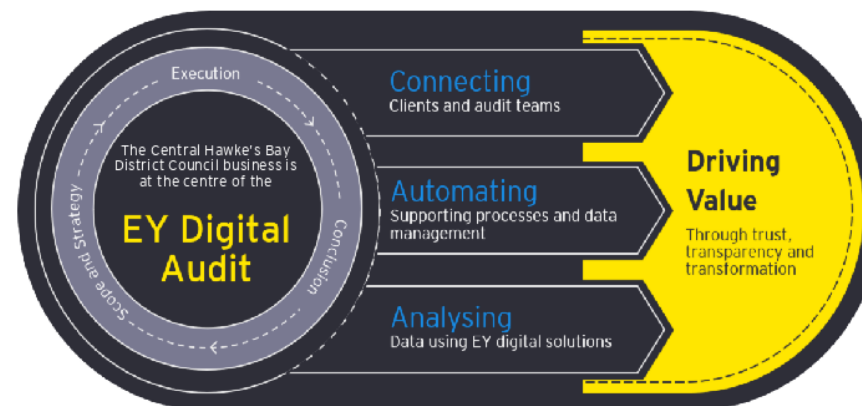 Execution
The Central Hawke's Bay
District Council business is
at the centre of the
EY Digital
Audit
Scope and Strategy
Conclusion
Connecting
Clients and audit teams
Automating
Supporting processes and data
management
Analysing
Data using EY digital solutions
Driving
Value
Through trust,
transparency and
transformation